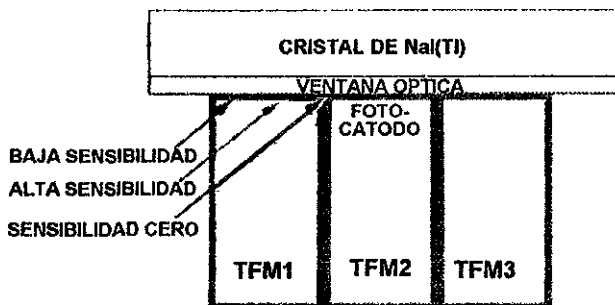 CRISTAL DE NaI(Tl)
VENTANA OPTICA
FOTO-
CATODO
BAJA SENSIBILIDAD
ALTA SENSIBILIDAD
SENSIBILIDAD CERO
TFM1 TFM2 TFM3